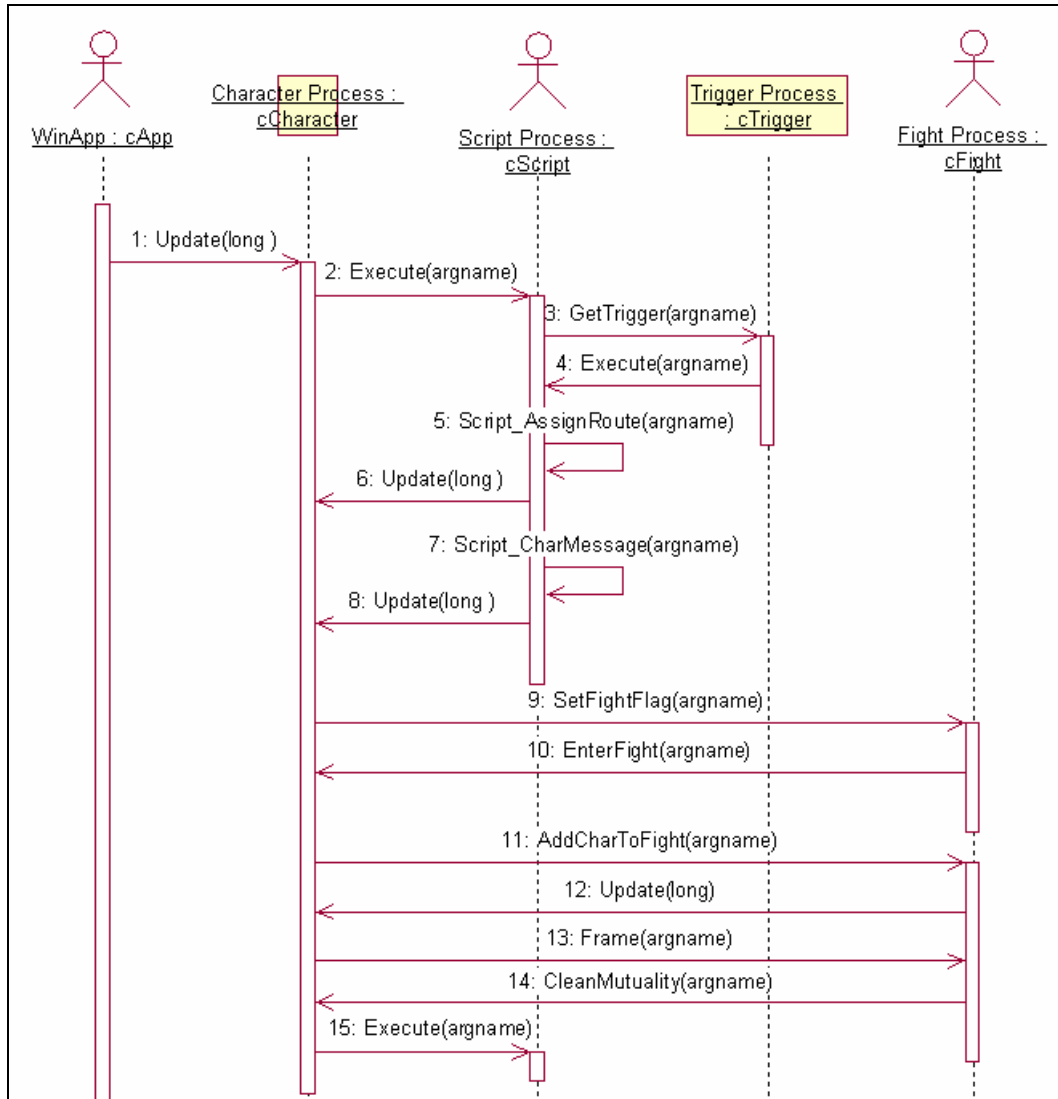 WinApp : cApp
Character Process :
cCharacter
Script Process :
cScript
Trigger Process
: cTrigger
Fight Process :
cFight
1: Update(long )
2: Execute(argname)
3: GetTrigger(argname)
4: Execute(argname)
5: Script_AssignRoute(argname)
6: Update(long )
7: Script_CharMessage(argname)
8: Update(long )
9: SetFightFlag(argname)
10: EnterFight(argname)
11: AddCharToFight(argname)
12: Update(long)
13: Frame(argname)
14: CleanMutuality(argname)
15: Execute(argname)